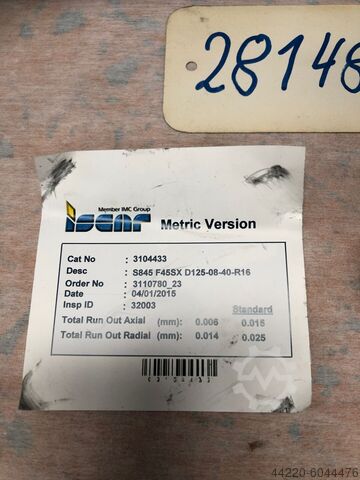 28148
Member IMC Group
iscar Metric Version
Cat No : 3104433
Desc : S845 F45SX D125-08-40-R16
Order No : 3110780_23
Date : 04/01/2015
Insp ID : 32003
Standard
Total Run Out Axial (mm): 0.006 0.015
Total Run Out Radial (mm): 0.014 0.025
44220-6044476